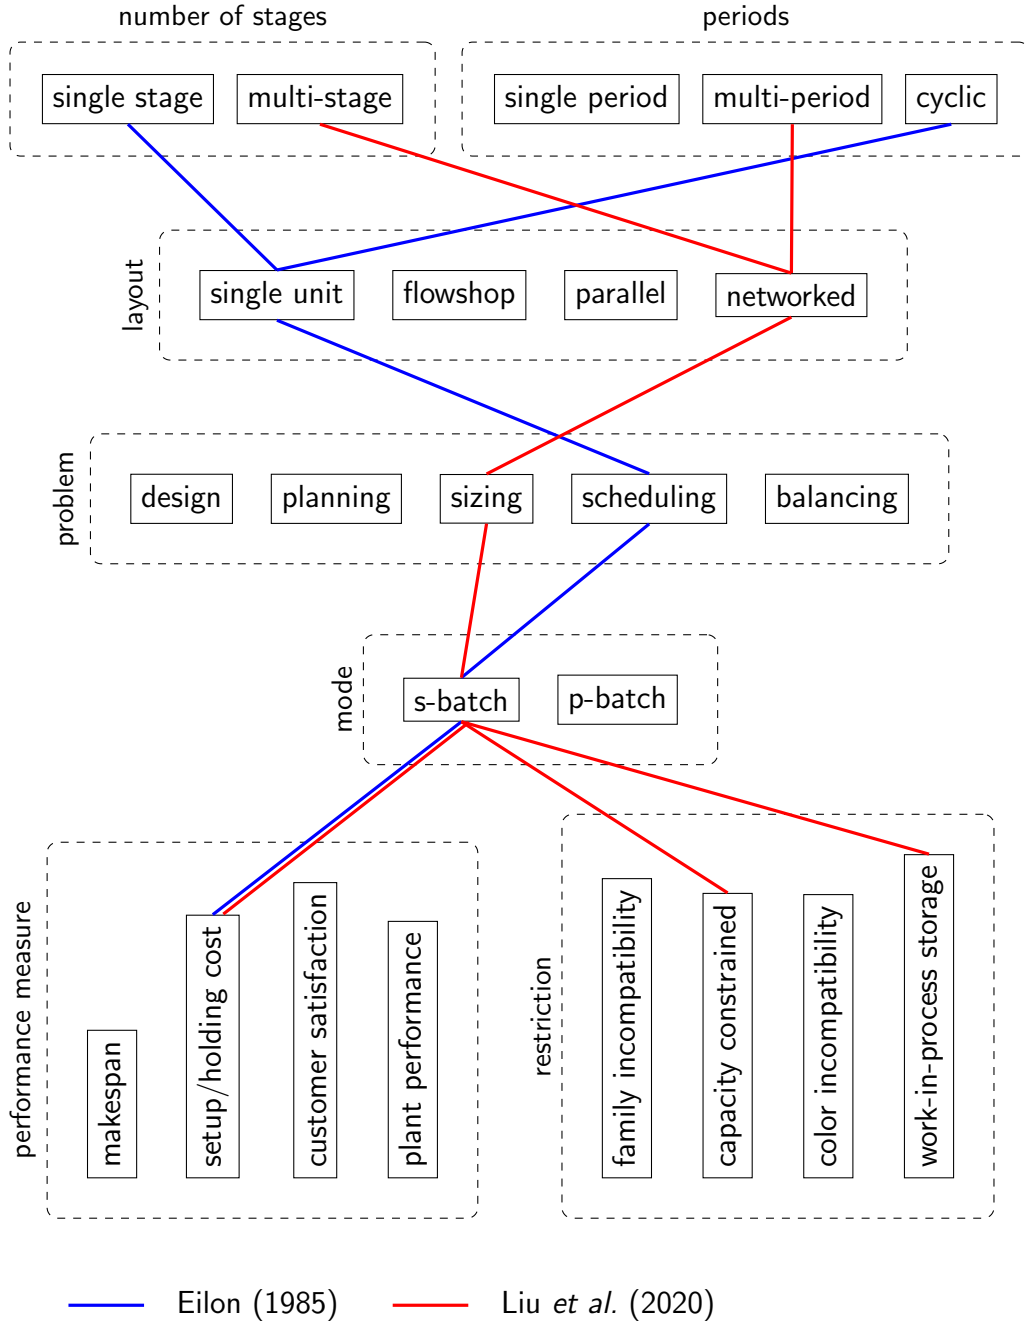 number of stages
periods
single stage
multi-stage
single period
multi-period
cyclic
layout
single unit
flowshop
parallel
networked
problem
design
planning
sizing
scheduling
balancing
mode
s-batch
p-batch
performance measure
makespan
setup/holding cost
customer satisfaction
plant performance
restriction
family incompatibility
capacity constrained
color incompatibility
work-in-process storage
Eilon (1985)
Liu et al. (2020)